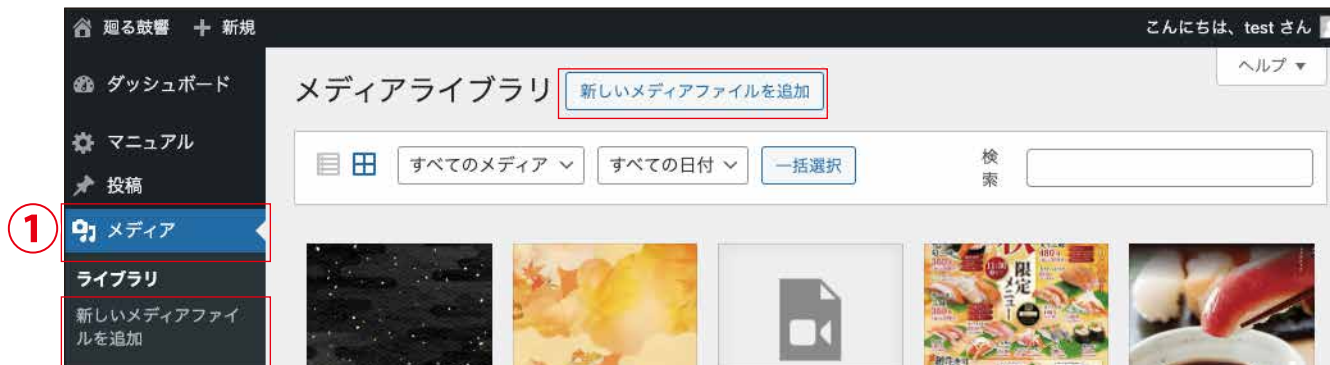 廻る鼓響
新規
こんにちは、test さん
ダッシュボード
メディアライブラリ
新しいメディアファイルを追加
ヘルプ
マニュアル
すべてのメディア
すべての日付
一括選択
検
索
投稿
1
メディア
ライブラリ
新しいメディアファイ
ルを追加
限定
メニュー